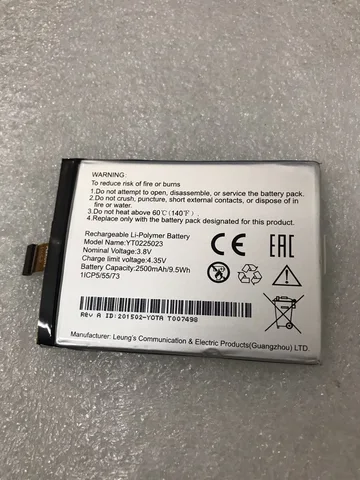 WARNING:
To reduce risk of fire or burns
1.Do not attempt to open, disassemble, or service the battery pack.
2.Do not crush, puncture, short external contacts, or dispose of in
fire or water.
3.Do not heat above 60℃ (140℉)
4.Replace only with the battery pack designated for this product.
Rechargeable Li-Polymer Battery
Model Name:YT0225023
Nominal Voltage:3.8V
Charge limit voltage:4.35V
Battery Capacity:2500mAh/9.5Wh
1ICP5/55/73
CE
EAC
Rev A ID:201502-YOTA T007498
Manufacturer: Leung's Communication & Electric Products(Guangzhou) LTD.